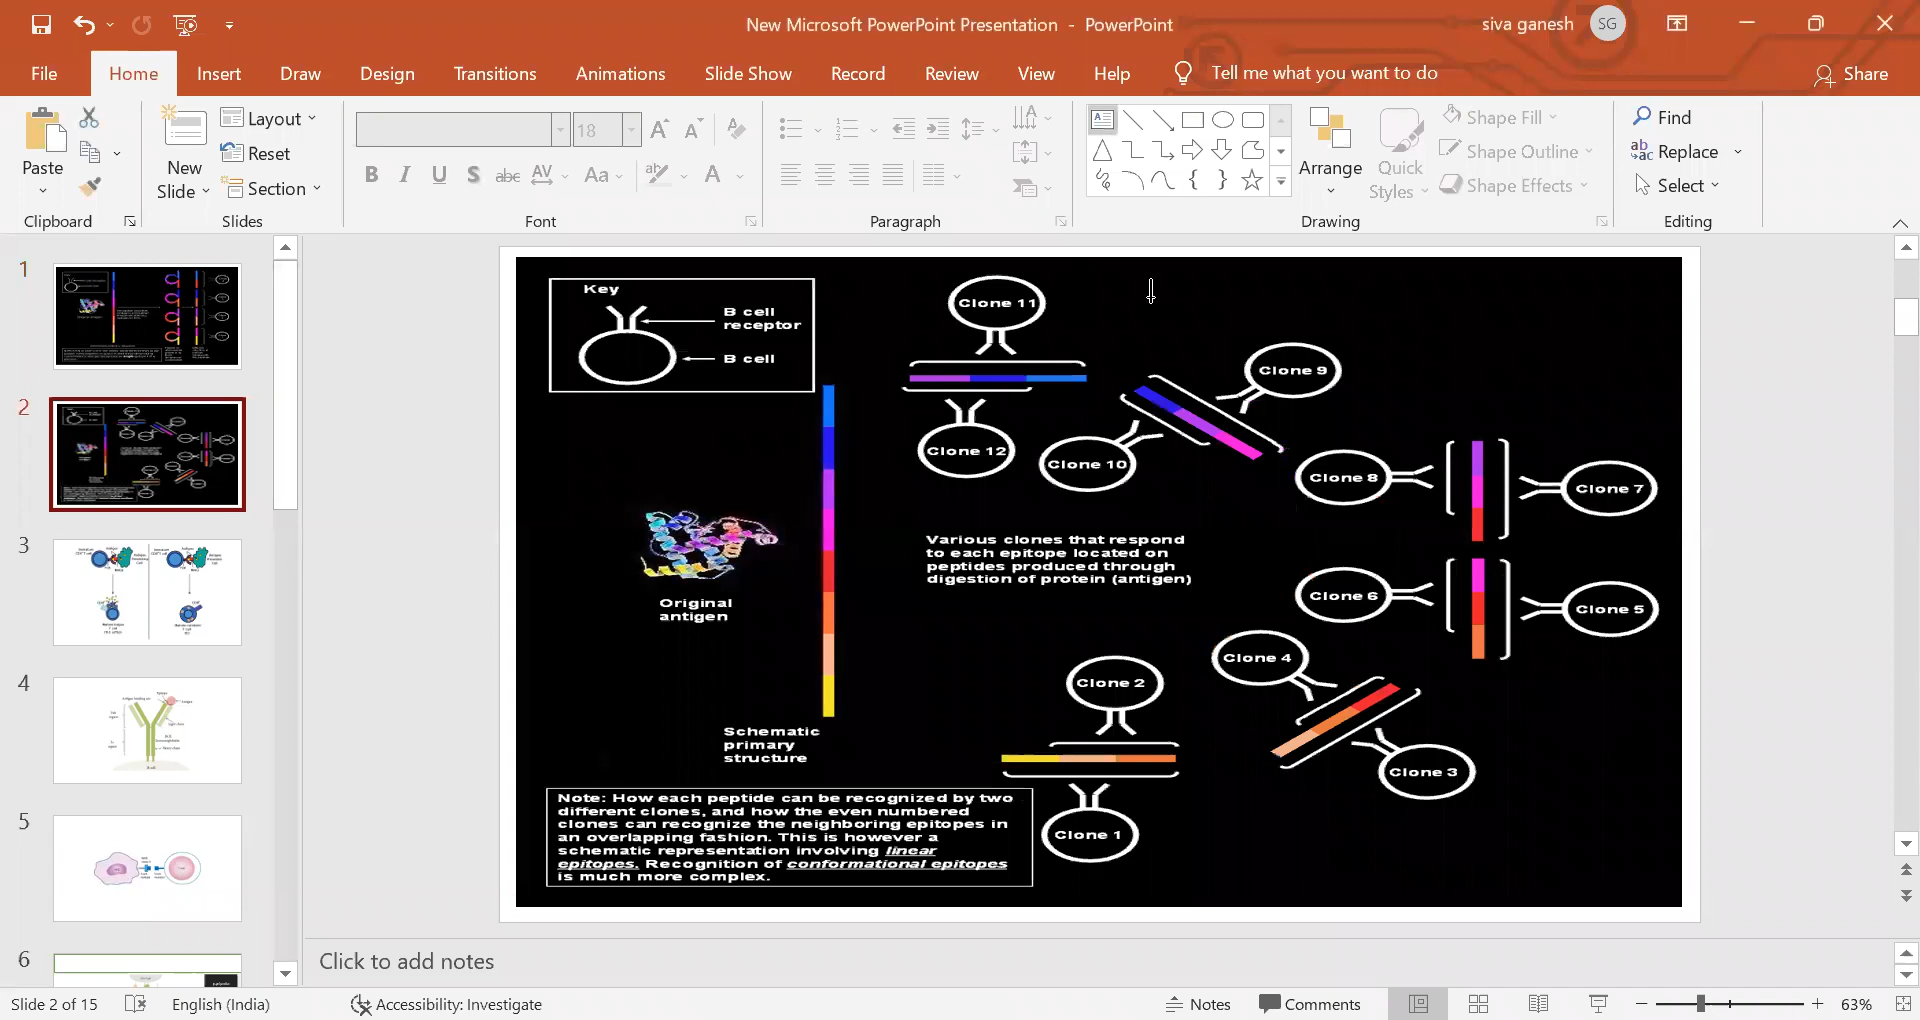 New Microsoft PowerPoint Presentation - PowerPoint
siva ganesh
SG
File
Home
Insert
Draw
Design
Transitions
Animations
Slide Show
Record
Review
View
Help
Tell me what you want to do
Share
Paste
Clipboard
New
Slide
Layout
Reset
Section
Slides
18
Font
Paragraph
Arrange
Quick
Styles
Shape Fill
Shape Outline
Shape Effects
Drawing
Find
Replace
Select
Editing
1
2
3
4
5
6
Key
B cell
receptor
B cell
Clone 11
Clone 9
Clone 12
Clone 10
Clone 8
Clone 7
Various clones that respond
to each epitope located on
peptides produced through
digestion of protein (antigen)
Original
antigen
Clone 6
Clone 5
Clone 4
Clone 2
Schematic
primary
structure
Clone 3
Clone 1
Note: How each peptide can be recognized by two
different clones, and how the even numbered
clones can recognize the neighboring epitopes in
an overlapping fashion. This is however a
schematic representation involving linear
epitopes. Recognition of conformational epitopes
is much more complex.
Click to add notes
Slide 2 of 15
English (India)
Accessibility: Investigate
Notes
Comments
63%